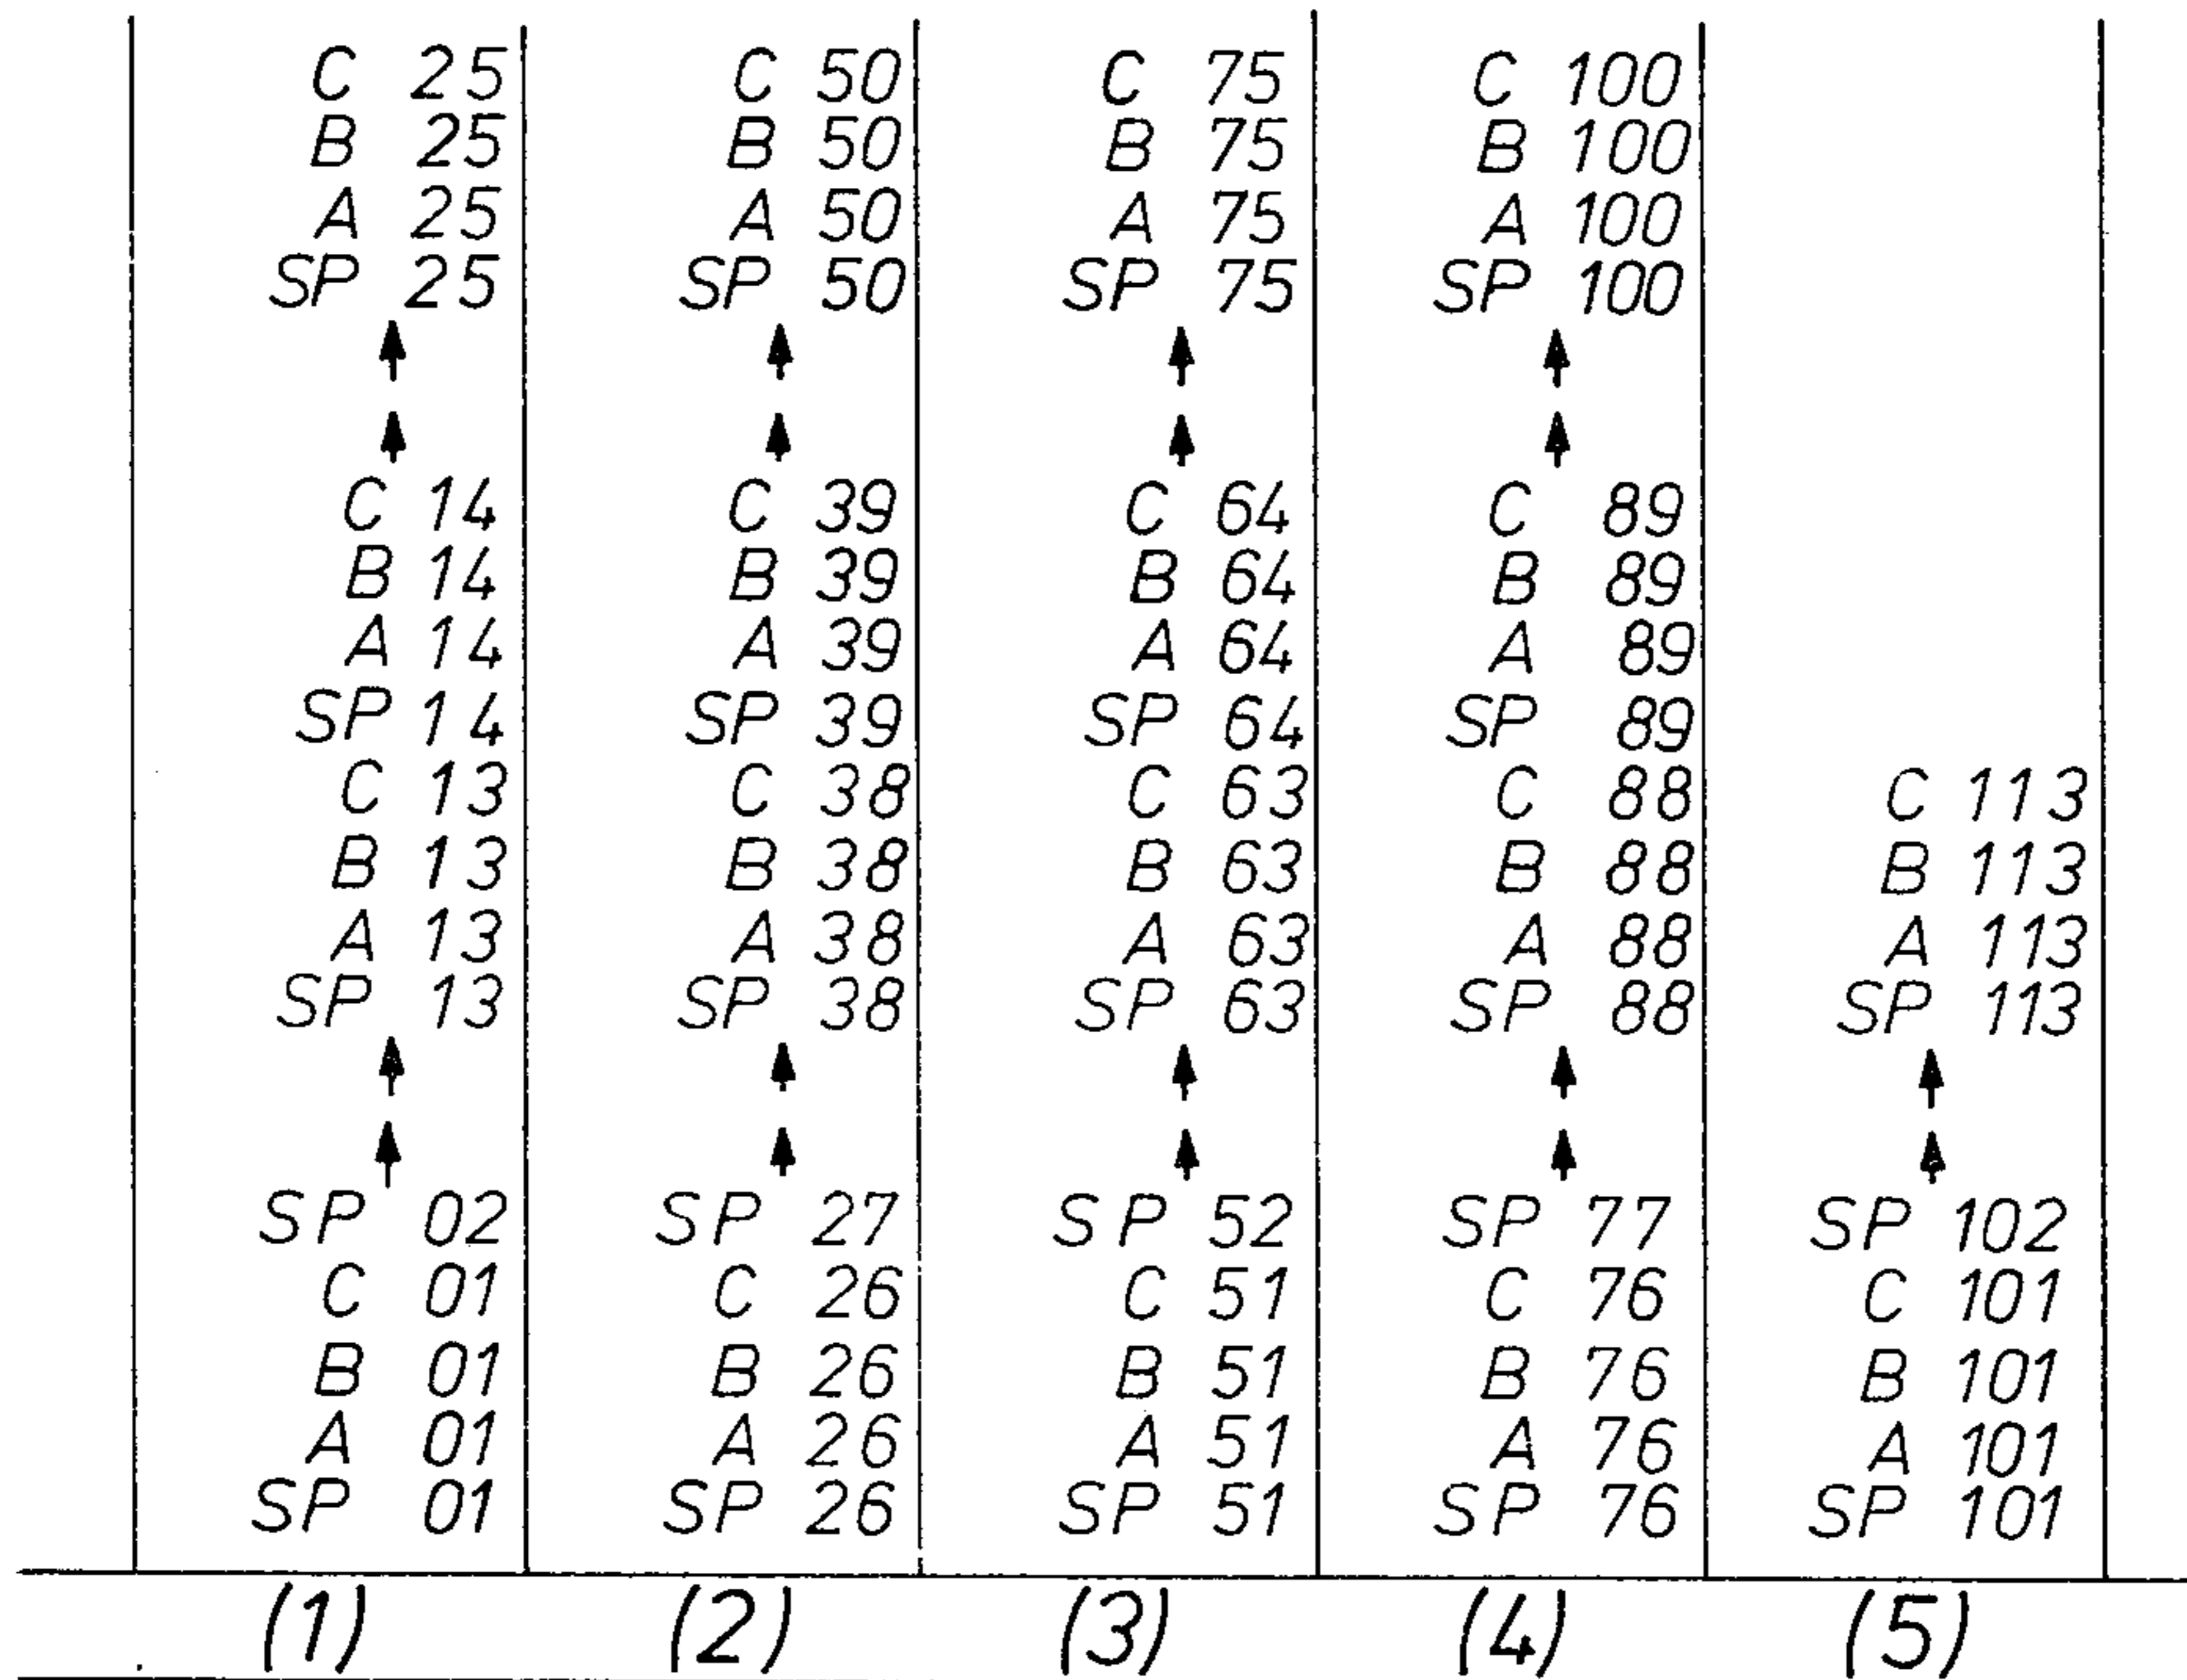 C 25 C 50 C 75 C 100
B 25 B 50 B 75 B 100
A 25 A 50 A 75 A 100
SP 25 SP 50 SP 75 SP 100
C 14 C 39 C 64 C 89
B 14 B 39 B 64 B 89
A 14 A 39 A 64 A 89
SP 14 SP 39 SP 64 SP 89
C 13 C 38 C 63 C 88 C 113
B 13 B 38 B 63 B 88 B 113
A 13 A 38 A 63 A 88 A 113
SP 13 SP 38 SP 63 SP 88 SP 113
SP 02 SP 27 SP 52 SP 77 SP 102
C 01 C 26 C 51 C 76 C 101
B 01 B 26 B 51 B 76 B 101
A 01 A 26 A 51 A 76 A 101
SP 01 SP 26 SP 51 SP 76 SP 101
(1) (2) (3) (4) (5)